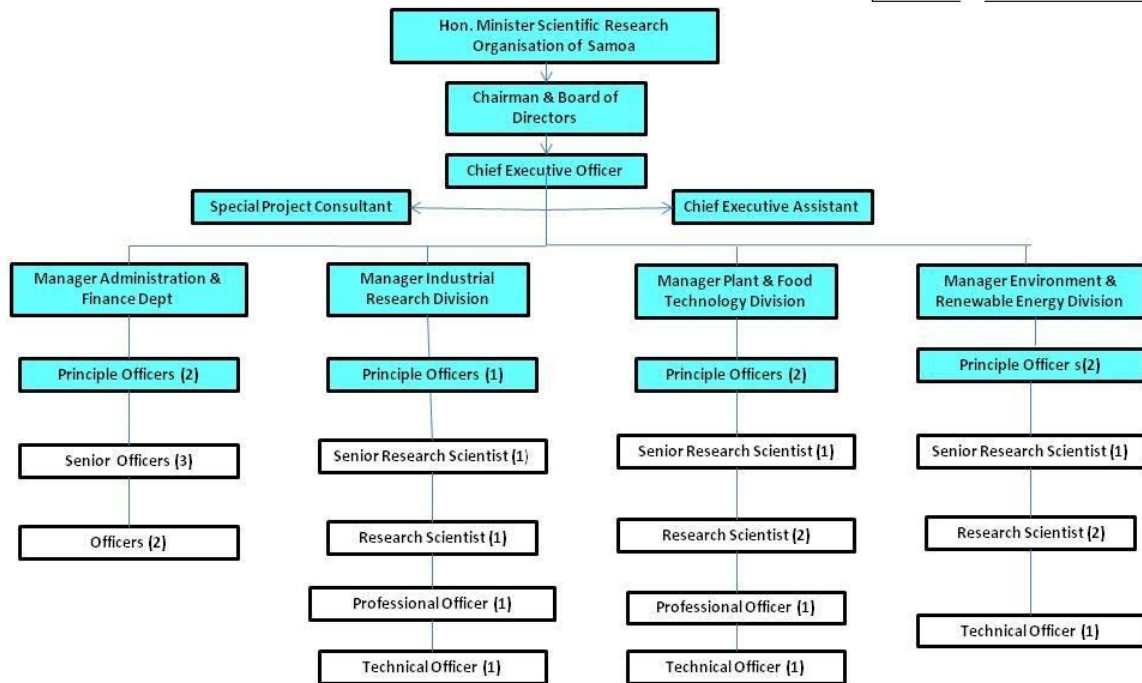 Hon. Minister Scientific Research
Organisation of Samoa
Chairman & Board of
Directors
Chief Executive Officer
Special Project Consultant
Chief Executive Assistant
Manager Administration &
Finance Dept
Manager Industrial
Research Division
Manager Plant & Food
Technology Division
Manager Environment &
Renewable Energy Division
Principle Officers (2)
Principle Officers (1)
Principle Officers (2)
Principle Officer s(2)
Senior Officers (3)
Senior Research Scientist (1)
Senior Research Scientist (1)
Senior Research Scientist (1)
Officers (2)
Research Scientist (1)
Research Scientist (2)
Research Scientist (2)
Professional Officer (1)
Professional Officer (1)
Technical Officer (1)
Technical Officer (1)
Technical Officer (1)